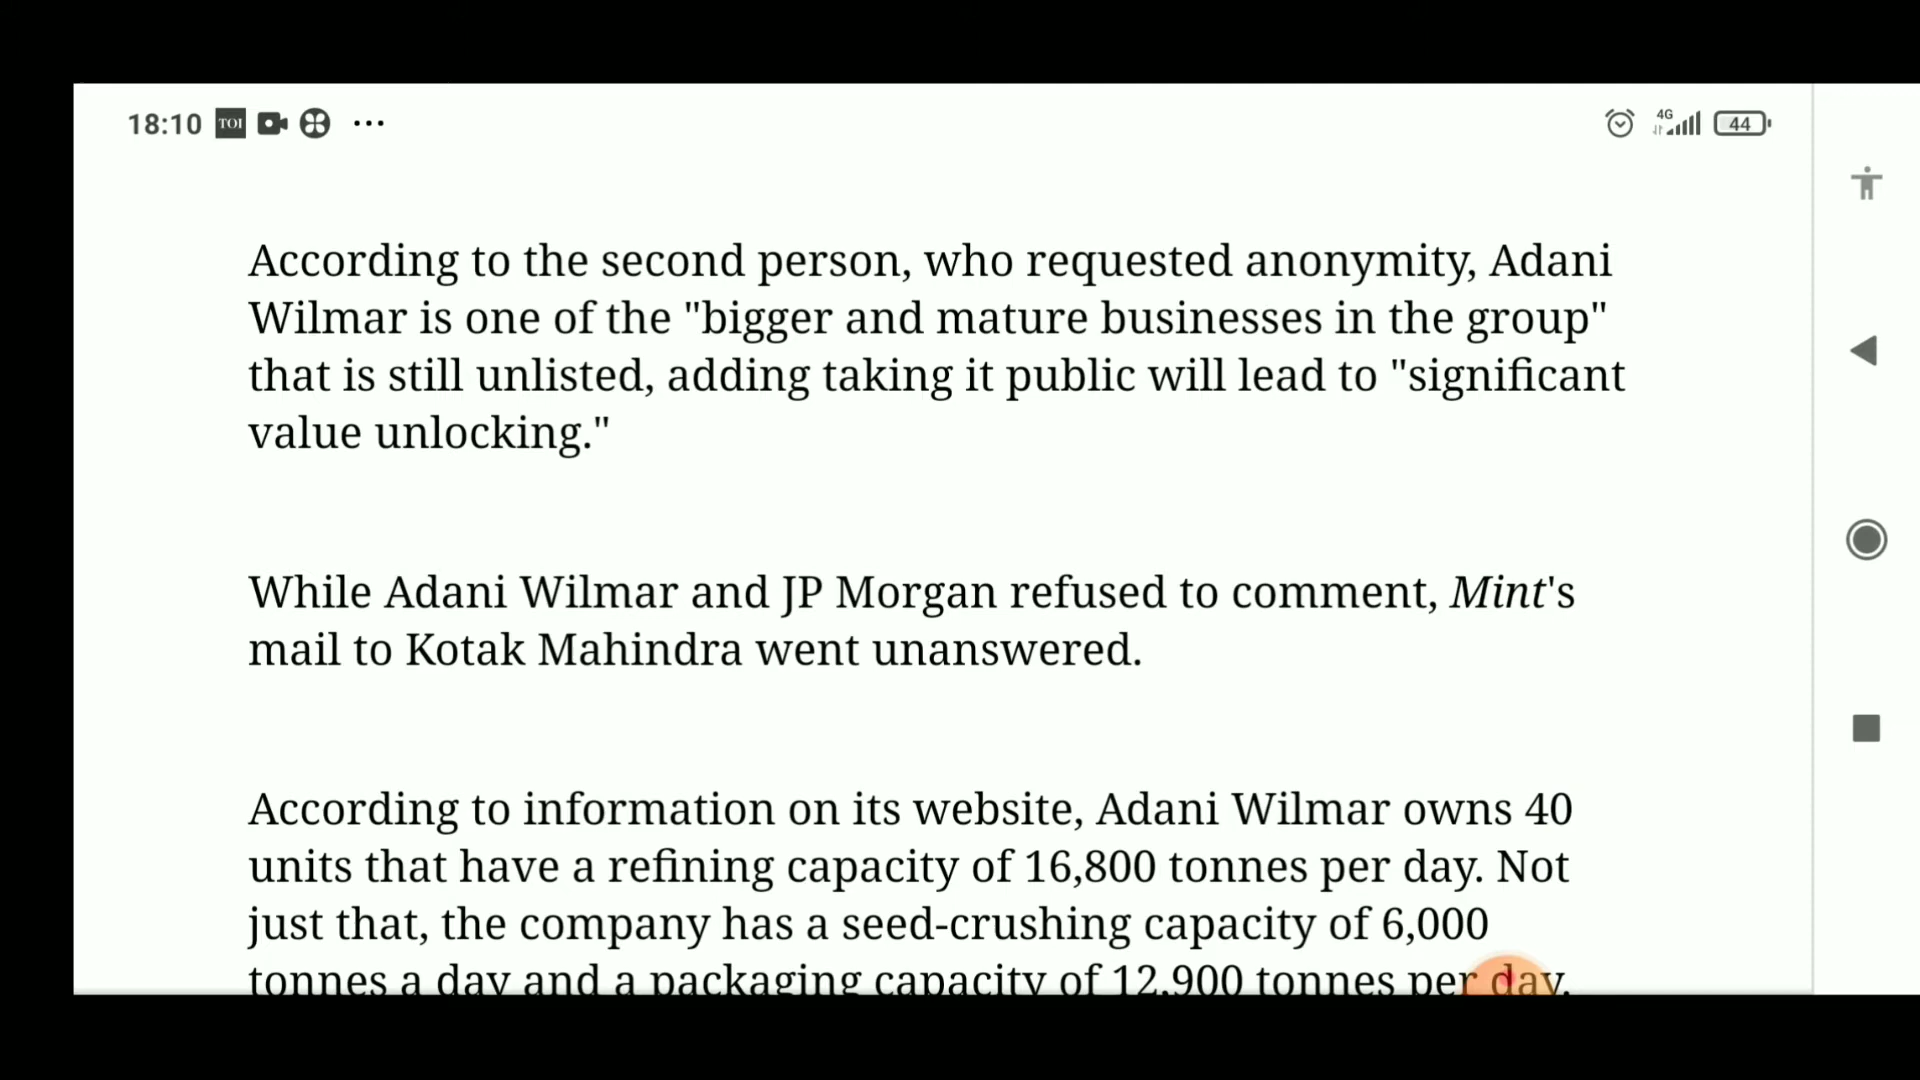 18:10 TOI ... 4G 44
According to the second person, who requested anonymity, Adani
Wilmar is one of the "bigger and mature businesses in the group"
that is still unlisted, adding taking it public will lead to "significant
value unlocking."
While Adani Wilmar and JP Morgan refused to comment, Mint's
mail to Kotak Mahindra went unanswered.
According to information on its website, Adani Wilmar owns 40
units that have a refining capacity of 16,800 tonnes per day. Not
just that, the company has a seed-crushing capacity of 6,000
tonnes a day and a packaging capacity of 12,900 tonnes per day.